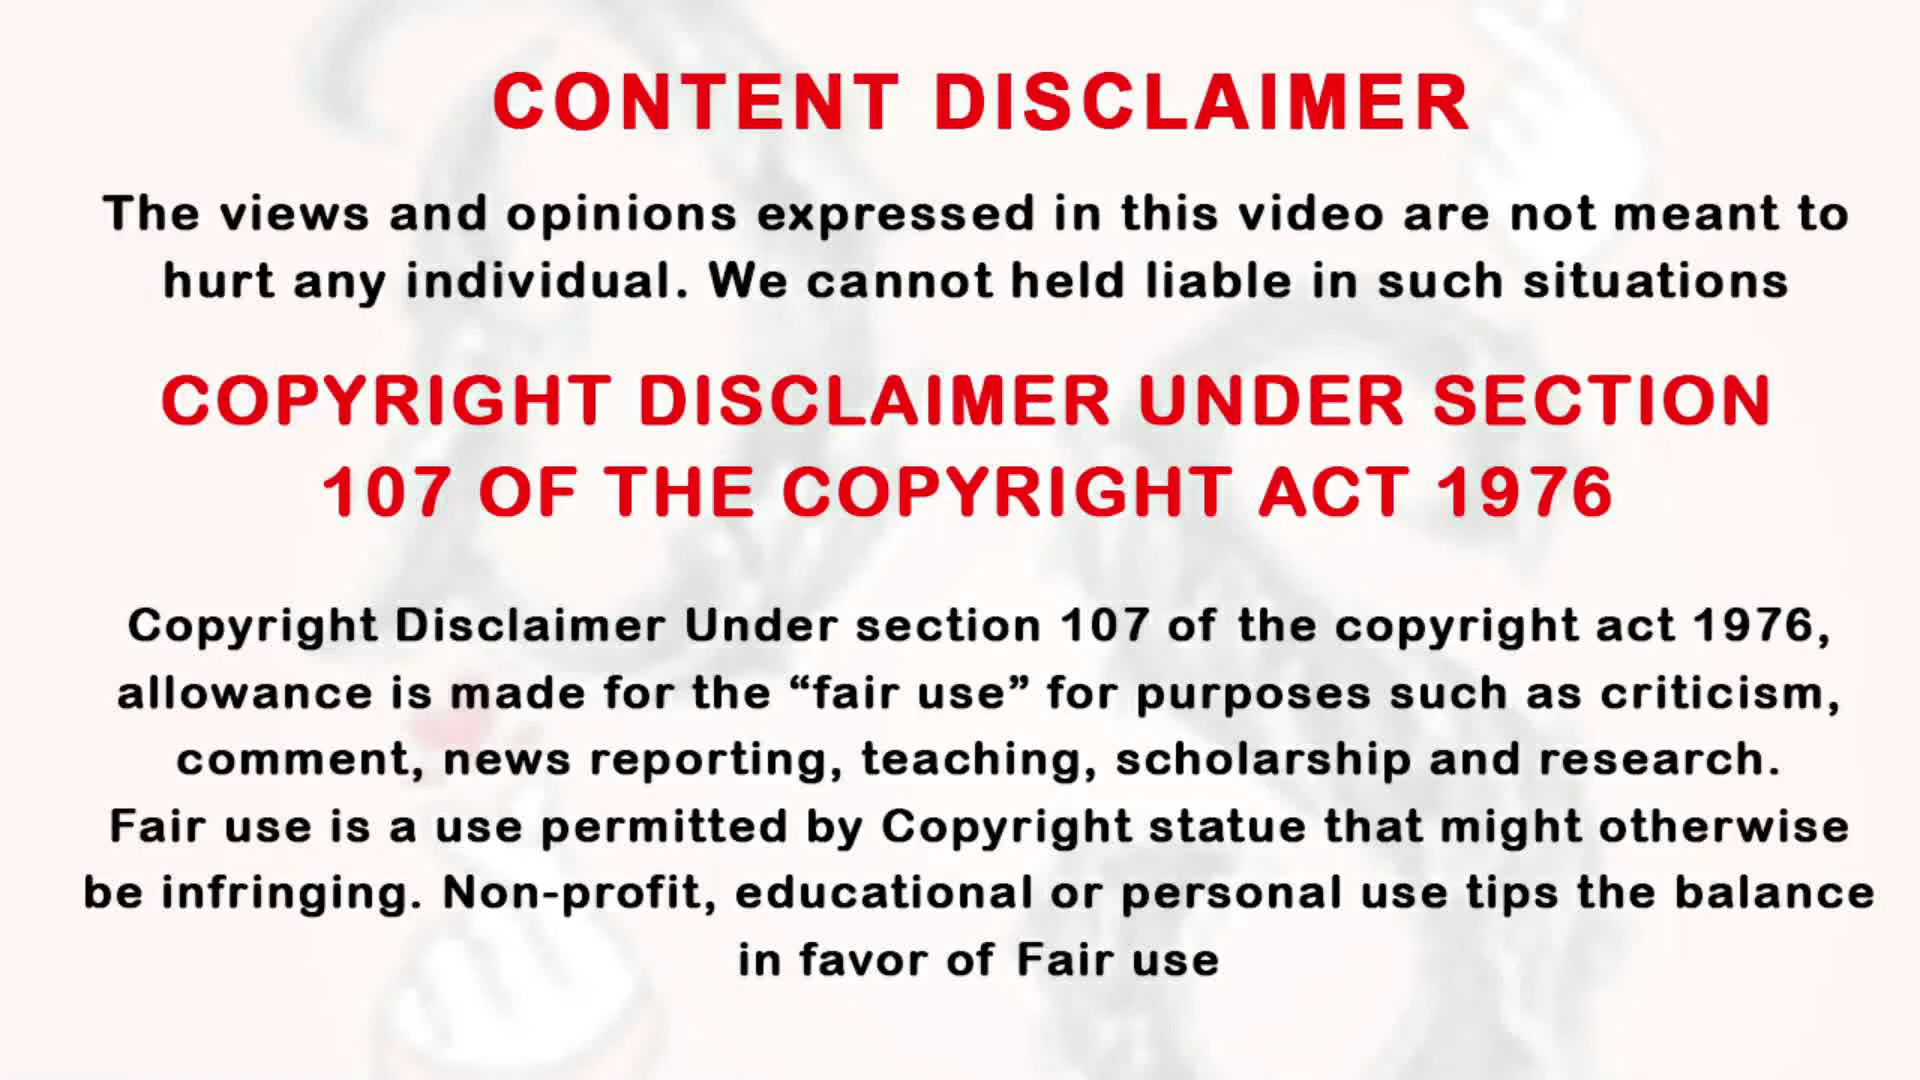 CONTENT DISCLAIMER
The views and opinions expressed in this video are not meant to
hurt any individual. We cannot held liable in such situations
COPYRIGHT DISCLAIMER UNDER SECTION
107 OF THE COPYRIGHT ACT 1976
Copyright Disclaimer Under section 107 of the copyright act 1976,
allowance is made for the “fair use” for purposes such as criticism,
comment, news reporting, teaching, scholarship and research.
Fair use is a use permitted by Copyright statue that might otherwise
be infringing. Non-profit, educational or personal use tips the balance
in favor of Fair use